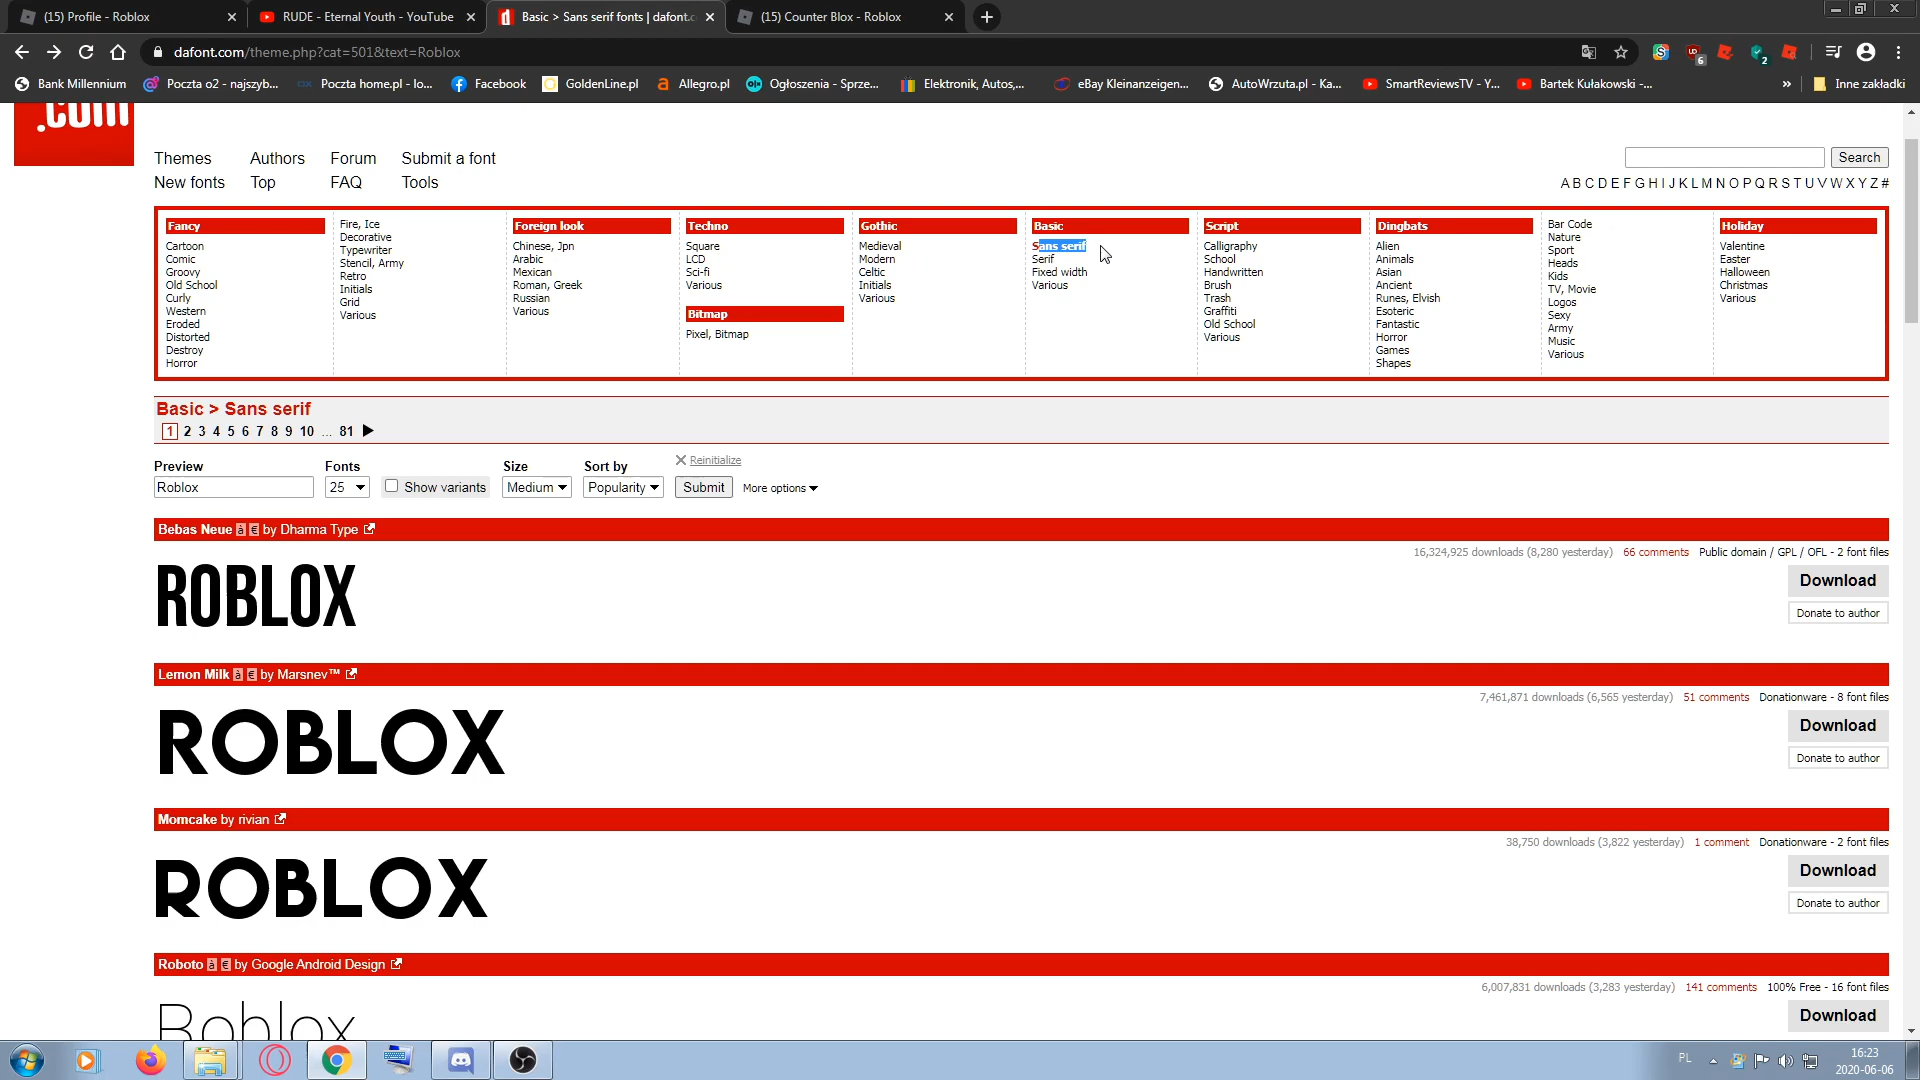 (15) Profile - Roblox
RUDE - Eternal Youth - YouTube
Basic > Sans serif fonts | dafont.c
(15) Counter Blox - Roblox
dafont.com/theme.php?cat=501&text=Roblox
6
2
Bank Millennium
Poczta o2 - najszyb...
Poczta home.pl - lo...
Facebook
GoldenLine.pl
Allegro.pl
Ogłoszenia - Sprze...
Elektronik, Autos,...
eBay Kleinanzeigen...
AutoWrzuta.pl - Ka...
SmartReviewsTV - Y...
Bartek Kułakowski -...
»
Inne zakładki
.com
Themes Authors Forum Submit a font
New fonts Top FAQ Tools
Search
A B C D E F G H I J K L M N O P Q R S T U V W X Y Z #
Fancy
Cartoon
Comic
Groovy
Old School
Curly
Western
Eroded
Distorted
Destroy
Horror
Fire, Ice
Decorative
Typewriter
Stencil, Army
Retro
Initials
Grid
Various
Foreign look
Chinese, Jpn
Arabic
Mexican
Roman, Greek
Russian
Various
Techno
Square
LCD
Sci-fi
Various
Bitmap
Pixel, Bitmap
Gothic
Medieval
Modern
Celtic
Initials
Various
Basic
Sans serif
Serif
Fixed width
Various
Script
Calligraphy
School
Handwritten
Brush
Trash
Graffiti
Old School
Various
Dingbats
Alien
Animals
Asian
Ancient
Runes, Elvish
Esoteric
Fantastic
Horror
Games
Shapes
Bar Code
Nature
Sport
Heads
Kids
TV, Movie
Logos
Sexy
Army
Music
Various
Holiday
Valentine
Easter
Halloween
Christmas
Various
Basic > Sans serif
1 2 3 4 5 6 7 8 9 10 ... 81
Preview Fonts Size Sort by Reinitialize
Roblox 25 Show variants Medium Popularity Submit More options
Bebas Neue à € by Dharma Type
16,324,925 downloads (8,280 yesterday) 66 comments Public domain / GPL / OFL - 2 font files
ROBLOX
Download
Donate to author
Lemon Milk à € by Marsnev™
7,461,871 downloads (6,565 yesterday) 51 comments Donationware - 8 font files
ROBLOX
Download
Donate to author
Momcake by rivian
38,750 downloads (3,822 yesterday) 1 comment Donationware - 2 font files
ROBLOX
Download
Donate to author
Roboto à € by Google Android Design
6,007,831 downloads (3,283 yesterday) 141 comments 100% Free - 16 font files
Roblox
Download
PL
16:23
2020-06-06